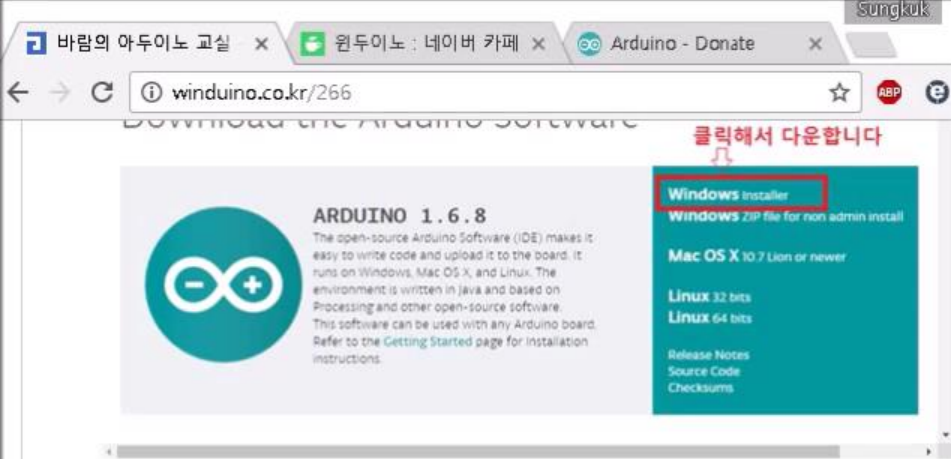 Sungkuk
바람의 아두이노 교실
윈두이노 : 네이버 카페
Arduino - Donate
winduino.co.kr/266
ABP
Download the Arduino Software
클릭해서 다운합니다
ARDUINO 1.6.8
The open-source Arduino Software (IDE) makes it
easy to write code and upload it to the board. It
runs on Windows, Mac OS X, and Linux. The
environment is written in Java and based on
Processing and other open-source software.
This software can be used with any Arduino board.
Refer to the Getting Started page for Installation
instructions.
Windows Installer
Windows ZIP file for non admin install
Mac OS X 10.7 Lion or newer
Linux 32 bits
Linux 64 bits
Release Notes
Source Code
Checksums